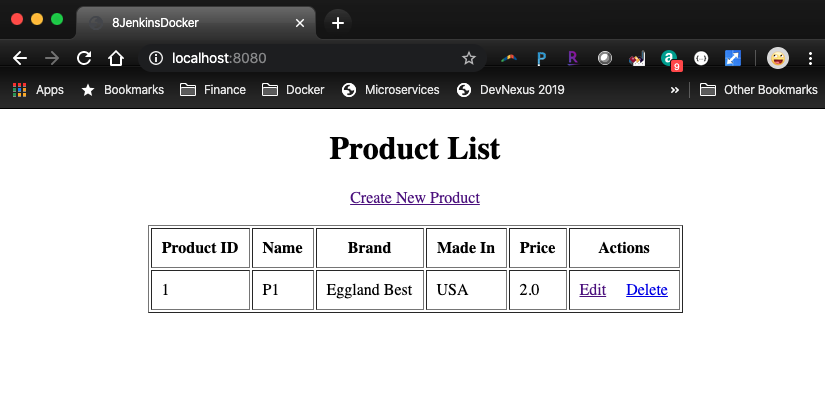 8JenkinsDocker
localhost:8080
P R a 9
Apps Bookmarks Finance Docker Microservices DevNexus 2019 » Other Bookmarks
Product List
Create New Product
Product ID Name Brand Made In Price Actions
1 P1 Eggland Best USA 2.0 Edit Delete